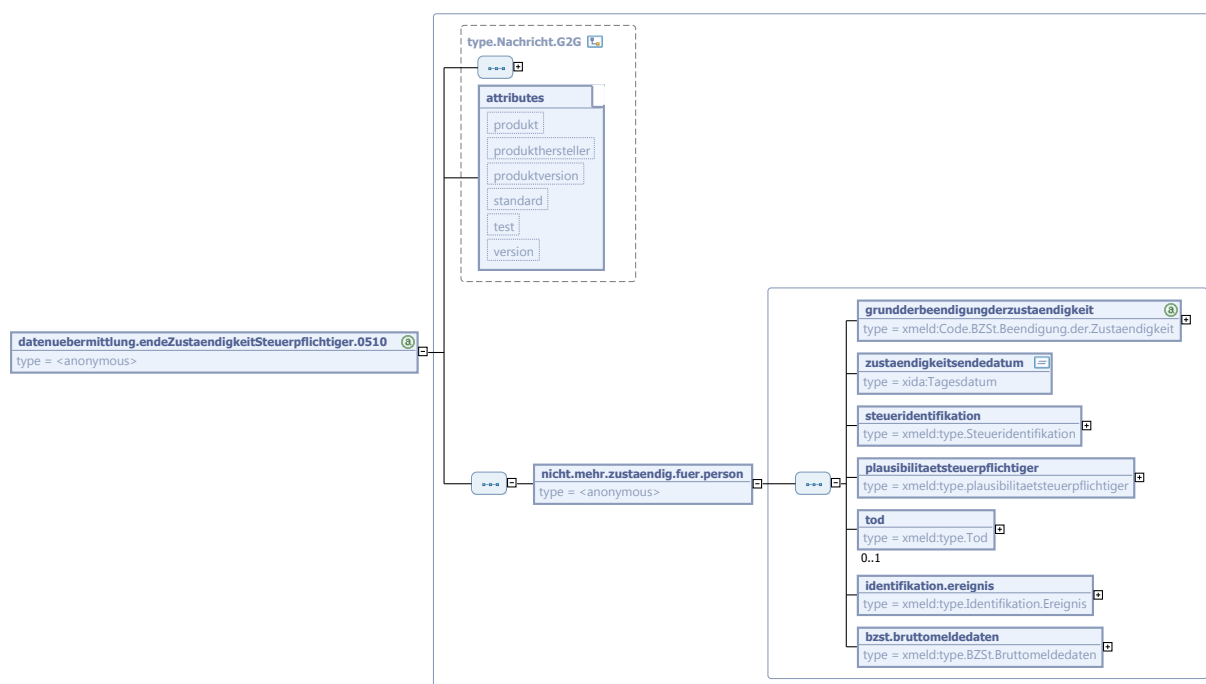 type.Nachricht.G2G
attributes
produkt
produkthersteller
produktversion
standard
test
version
datenuebermittlung.endeZustaendigkeitSteuerpflichtiger.0510
type = <anonymous>
nicht.mehr.zustaendig.fuer.person
type = <anonymous>
grundderbeendigungderzustaendigkeit
type = xmeld:Code.BZSt.Beendigung.der.Zustaendigkeit
zustaendigkeitsendedatum
type = xida:Tagesdatum
steueridentifikation
type = xmeld:type.Steueridentifikation
plausibilitaetsteuerpflichtiger
type = xmeld:type.plausibilitaetsteuerpflichtiger
tod
type = xmeld:type.Tod
0..1
identifikation.ereignis
type = xmeld:type.Identifikation.Ereignis
bzst.bruttomeldedaten
type = xmeld:type.BZSt.Bruttomeldedaten